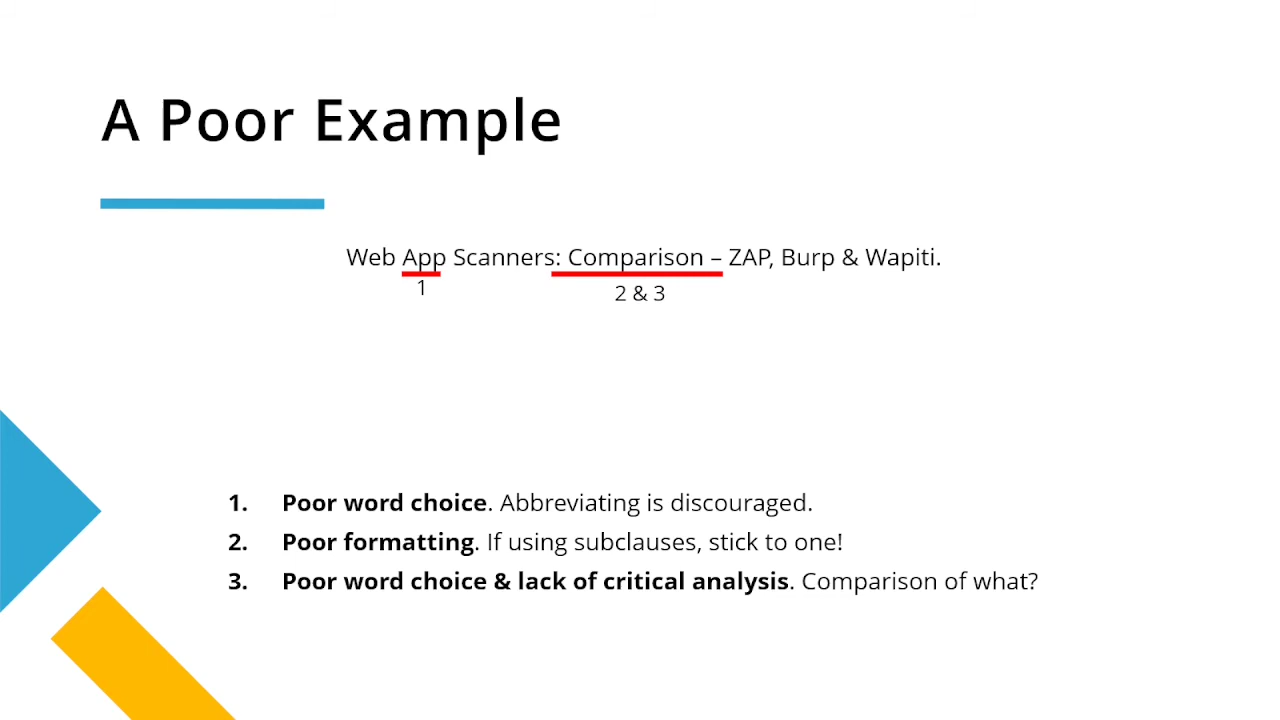 A Poor Example
Web App Scanners: Comparison – ZAP, Burp & Wapiti.
1
2 & 3
1. Poor word choice. Abbreviating is discouraged.
2. Poor formatting. If using subclauses, stick to one!
3. Poor word choice & lack of critical analysis. Comparison of what?